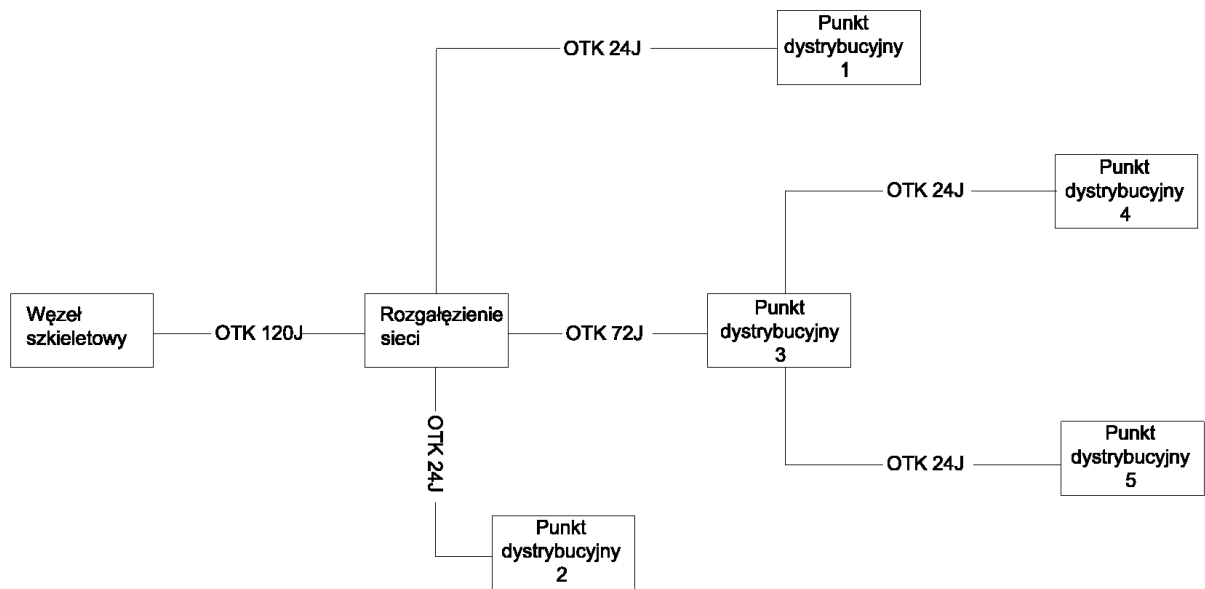 Punkt
dystrybucyjny
1
OTK 24J
Punkt
dystrybucyjny
4
OTK 24J
Węzeł
szkieletowy
OTK 120J
Rozgałęzienie
sieci
OTK 72J
Punkt
dystrybucyjny
3
OTK 24J
OTK 24J
Punkt
dystrybucyjny
5
Punkt
dystrybucyjny
2